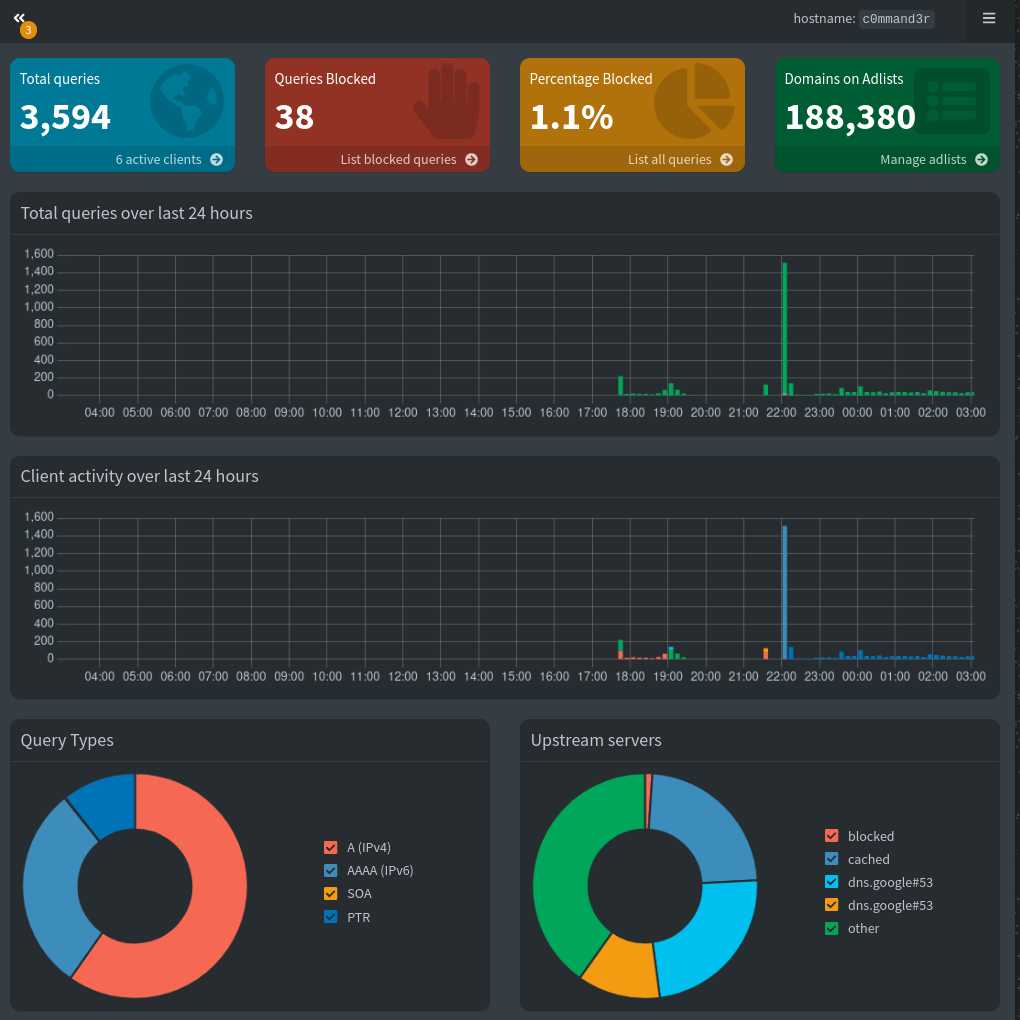 3
hostname: c0mmand3r
Total queries
3,594
6 active clients
Queries Blocked
38
List blocked queries
Percentage Blocked
1.1%
List all queries
Domains on Adlists
188,380
Manage adlists
Total queries over last 24 hours
1,600
1,400
1,200
1,000
800
600
400
200
0
04:00 05:00 06:00 07:00 08:00 09:00 10:00 11:00 12:00 13:00 14:00 15:00 16:00 17:00 18:00 19:00 20:00 21:00 22:00 23:00 00:00 01:00 02:00 03:00
Client activity over last 24 hours
1,600
1,400
1,200
1,000
800
600
400
200
0
04:00 05:00 06:00 07:00 08:00 09:00 10:00 11:00 12:00 13:00 14:00 15:00 16:00 17:00 18:00 19:00 20:00 21:00 22:00 23:00 00:00 01:00 02:00 03:00
Query Types
A (IPv4)
AAAA (IPv6)
SOA
PTR
Upstream servers
blocked
cached
dns.google#53
dns.google#53
other